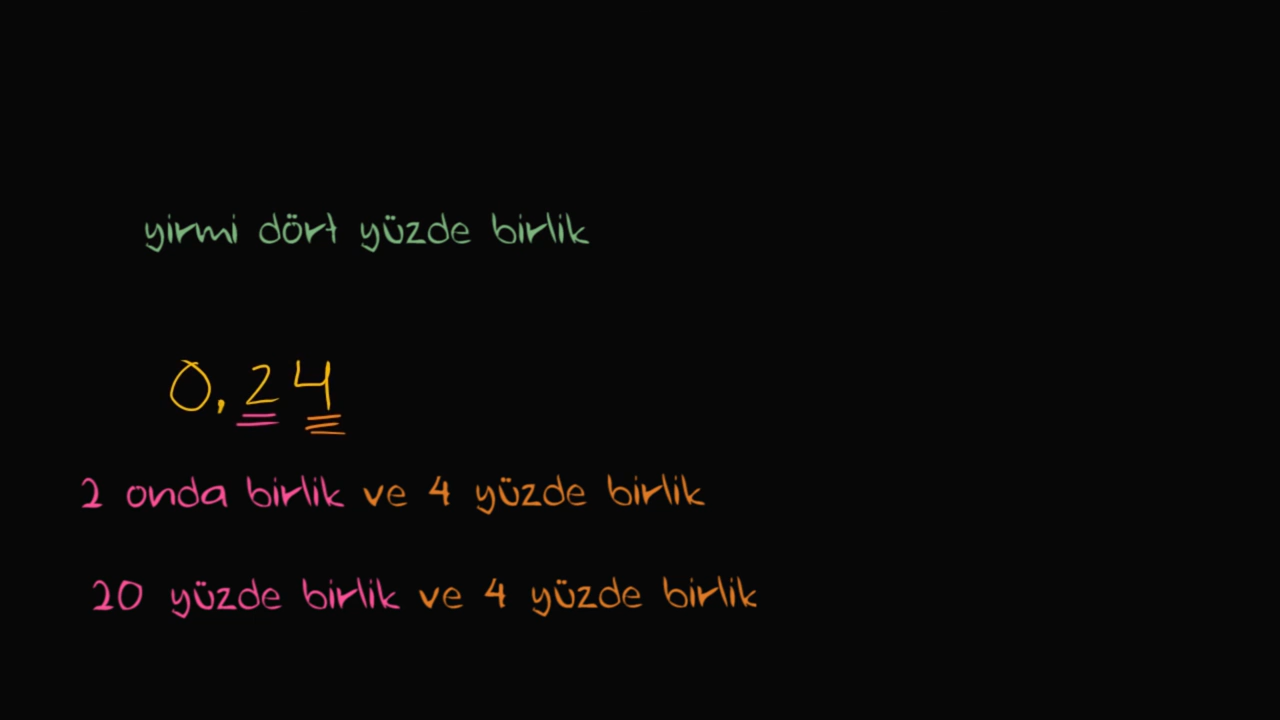 yirmi dört yüzde birlik
0,24
2 onda birlik ve 4 yüzde birlik
20 yüzde birlik ve 4 yüzde birlik